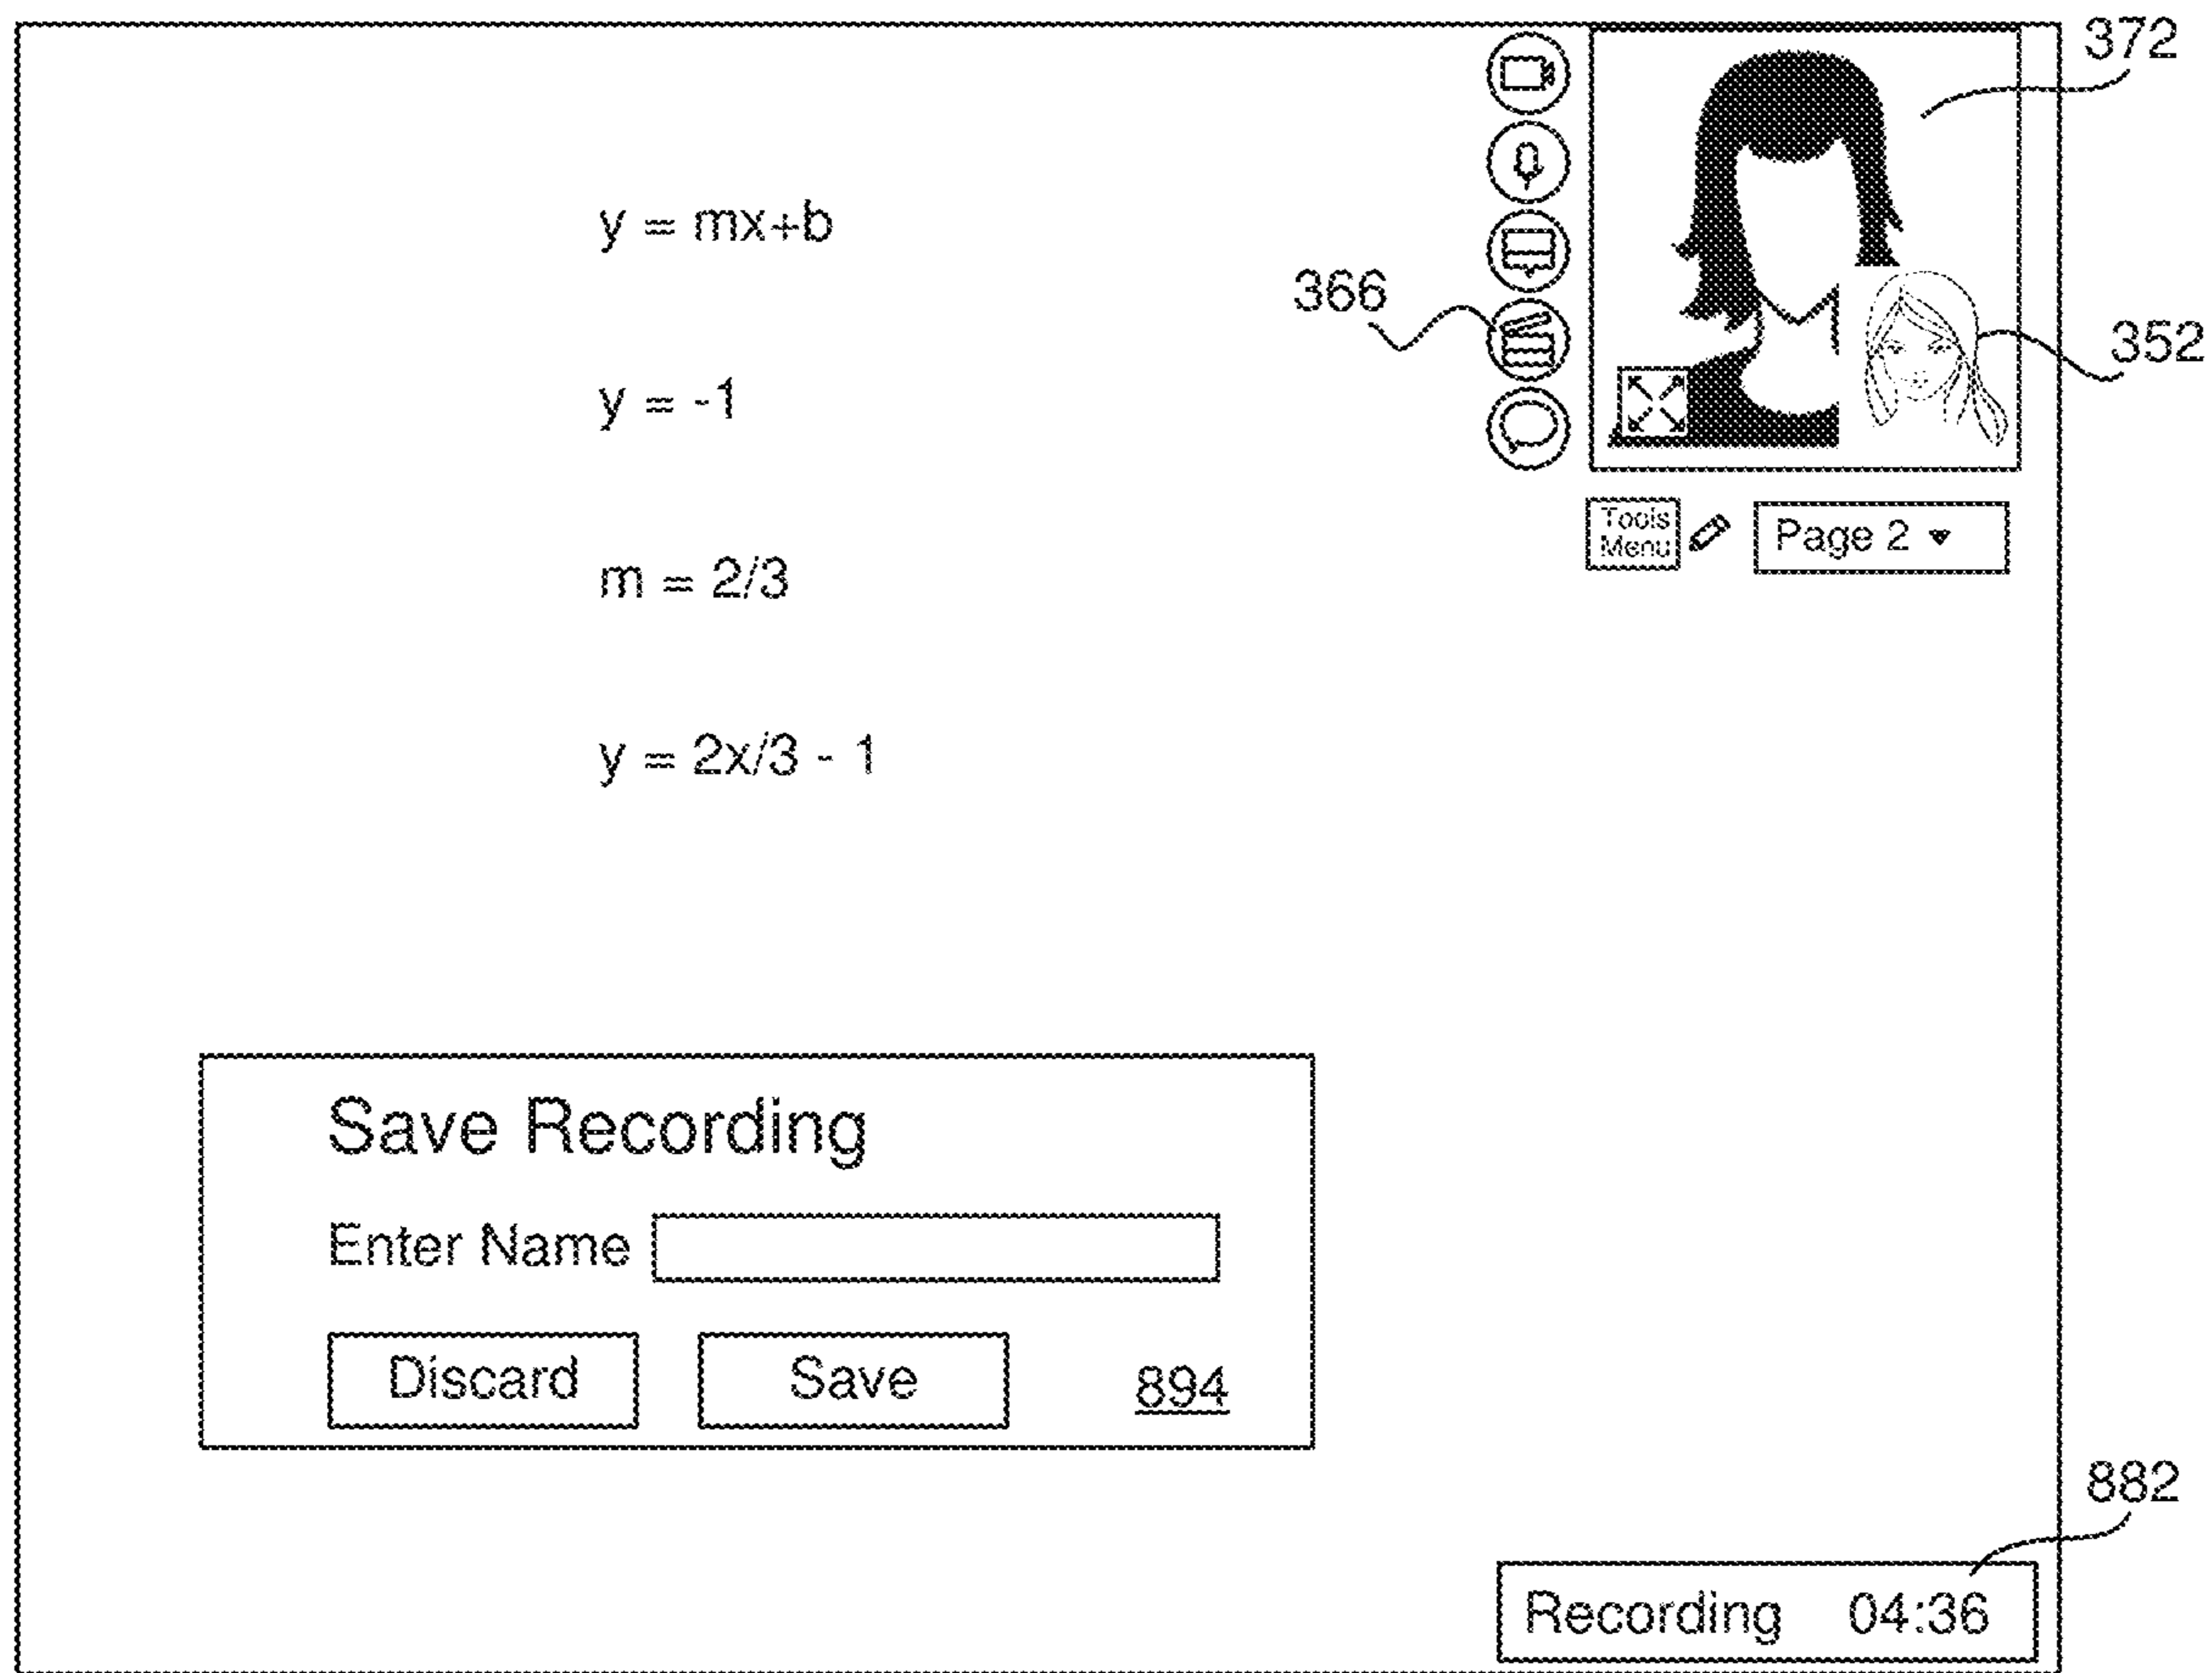 372
y = mx+b
366
352
y = -1
Tools
Menu
Page 2
m = 2/3
y = 2x/3 - 1
Save Recording
Enter Name
Discard Save 894
882
Recording 04:36